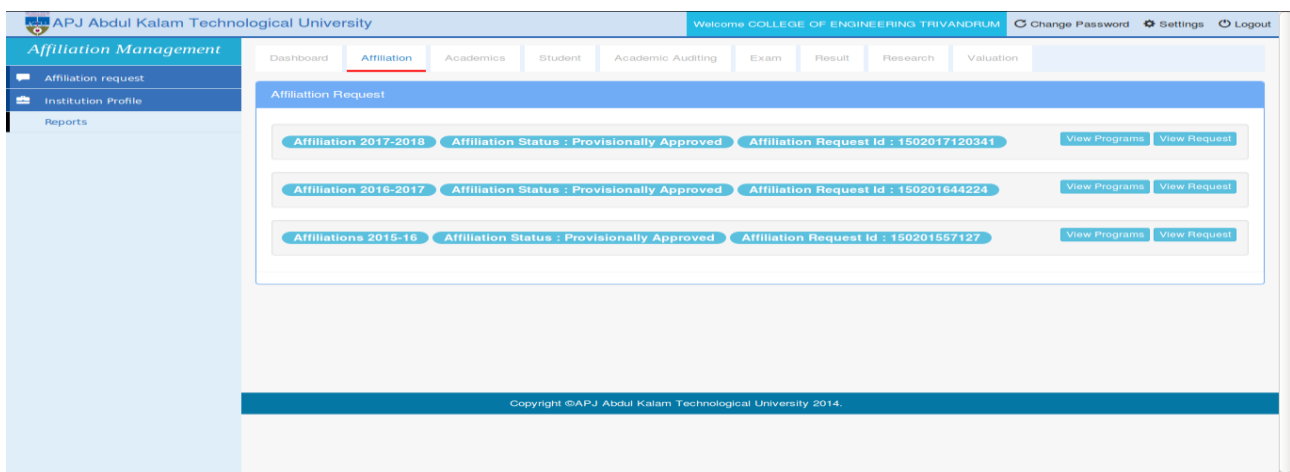 APJ Abdul Kalam Technological University
Welcome COLLEGE OF ENGINEERING TRIVANDRUM Change Password Settings Logout
Affiliation Management
Affiliation request
Institution Profile
Reports
Dashboard Affiliation Academics Student Academic Auditing Exam Result Research Valuation
Affiliattion Request
Affiliation 2017-2018 Affiliation Status : Provisionally Approved Affiliation Request Id : 1502017120341 View Programs View Request
Affiliation 2016-2017 Affiliation Status : Provisionally Approved Affiliation Request Id : 150201644224 View Programs View Request
Affiliations 2015-16 Affiliation Status : Provisionally Approved Affiliation Request Id : 150201557127 View Programs View Request
Copyright ©APJ Abdul Kalam Technological University 2014.